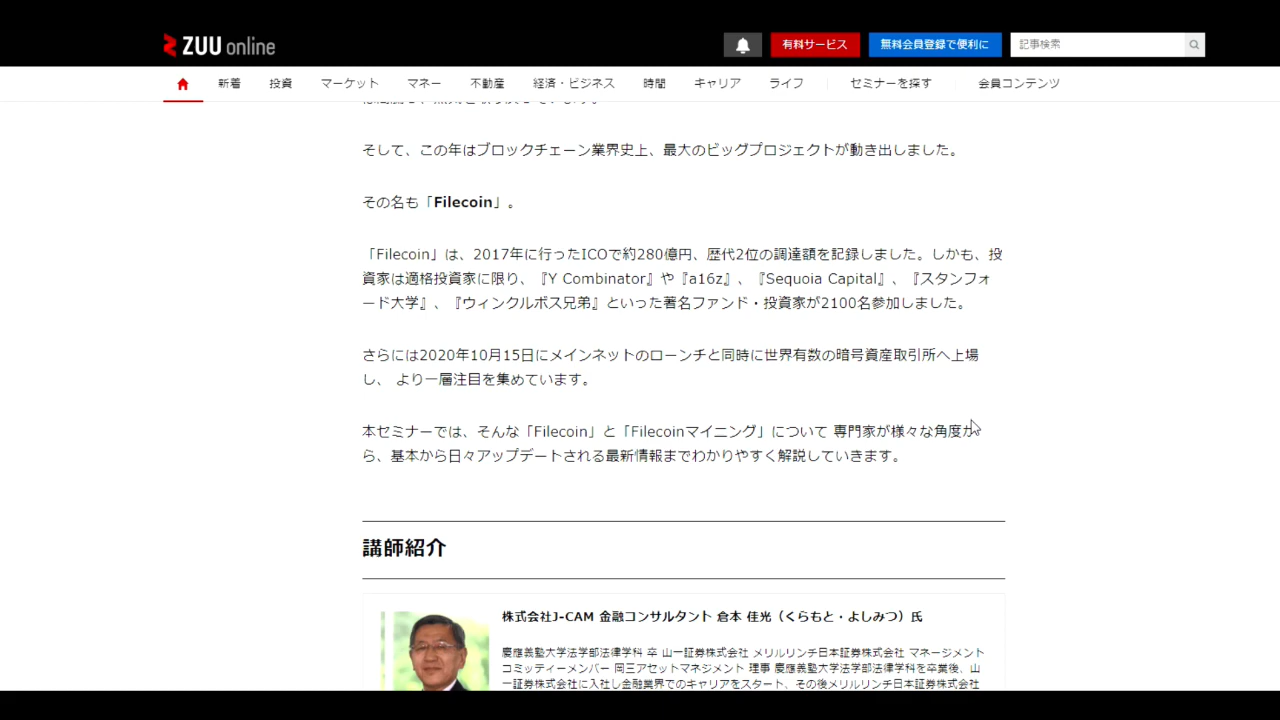 ZUU online
有料サービス
無料会員登録で便利に
記事検索
新着 投資 マーケット マネー 不動産 経済・ビジネス 時間 キャリア ライフ セミナーを探す 会員コンテンツ
そして、この年はブロックチェーン業界史上、最大のビッグプロジェクトが動き出しました。
その名も「Filecoin」。
「Filecoin」は、2017年に行ったICOで約280億円、歴代2位の調達額を記録しました。しかも、投
資家は適格投資家に限り、『Y Combinator』や『a16z』、『Sequoia Capital』、『スタンフォ
ード大学』、『ウィンクルボス兄弟』といった著名ファンド・投資家が2100名参加しました。
さらには2020年10月15日にメインネットのローンチと同時に世界有数の暗号資産取引所へ上場
し、 より一層注目を集めています。
本セミナーでは、そんな「Filecoin」と「Filecoinマイニング」について 専門家が様々な角度か
ら、基本から日々アップデートされる最新情報までわかりやすく解説していきます。
講師紹介
株式会社J-CAM 金融コンサルタント 倉本 佳光（くらもと・よしみつ）氏
慶應義塾大学法学部法律学科 卒 山一証券株式会社 メリルリンチ日本証券株式会社 マネージメント
コミッティーメンバー 岡三アセットマネジメント 理事 慶應義塾大学法学部法律学科を卒業後、山
一証券株式会社に入社し金融業界でのキャリアをスタート、その後メリルリンチ日本証券株式会社